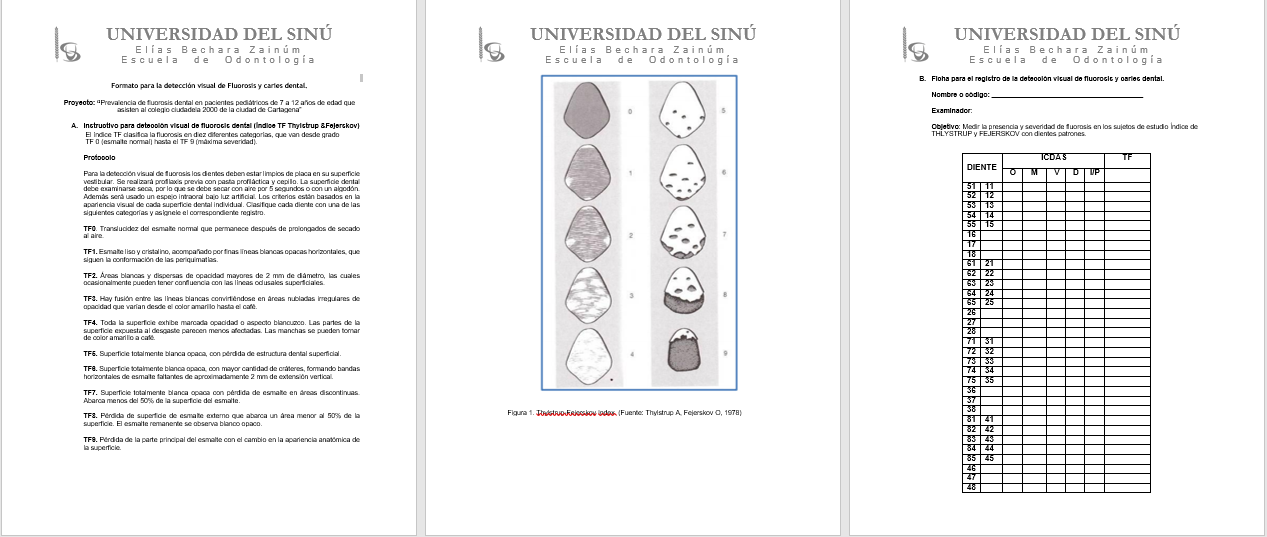 UNIVERSIDAD DEL SINÚ
Elías Bechara Zainúm
Escuela de Odontología
Formato para la detección visual de Fluorosis y caries dental.
Proyecto: "Prevalencia de fluorosis dental en pacientes pediátricos de 7 a 12 años de edad que
asisten al colegio ciudadela 2000 de la ciudad de Cartagena"
A. Instructivo para detección visual de fluorosis dental (Índice TF Thylstrup &Fejerskov)
El índice TF clasifica la fluorosis en diez diferentes categorías, que van desde grado
TF 0 (esmalte normal) hasta el TF 9 (máxima severidad).
Protocolo
Para la detección visual de fluorosis los dientes deben estar limpios de placa en su superficie
vestibular. Se realizará profilaxis previa con pasta profiláctica y cepillo. La superficie dental
debe examinarse seca, por lo que se debe secar con aire por 5 segundos o con un algodón.
Además será usado un espejo intraoral bajo luz artificial. Los criterios están basados en la
apariencia visual de cada superficie dental individual. Clasifique cada diente con una de las
siguientes categorías y asígnele el correspondiente registro.
TF0. Translucidez del esmalte normal que permanece después de prolongados de secado
al aire.
TF1. Esmalte liso y cristalino, acompañado por finas líneas blancas opacas horizontales, que
siguen la conformación de las periquimatías.
TF2. Áreas blancas y dispersas de opacidad mayores de 2 mm de diámetro, las cuales
ocasionalmente pueden tener confluencia con las líneas oclusales superficiales.
TF3. Hay fusión entre las líneas blancas convirtiéndose en áreas nubladas irregulares de
opacidad que varían desde el color amarillo hasta el café.
TF4. Toda la superficie exhibe marcada opacidad o aspecto blancuzco. Las partes de la
superficie expuesta al desgaste parecen menos afectadas. Las manchas se pueden tornar
de color amarillo a café.
TF5. Superficie totalmente blanca opaca, con pérdida de estructura dental superficial.
TF6. Superficie totalmente blanca opaca, con mayor cantidad de cráteres, formando bandas
horizontales de esmalte faltantes de aproximadamente 2 mm de extensión vertical.
TF7. Superficie totalmente blanca opaca con pérdida de esmalte en áreas discontinuas.
Abarca menos del 50% de la superficie del esmalte.
TF8. Pérdida de superficie de esmalte externo que abarca un área menor al 50% de la
superficie. El esmalte remanente se observa blanco opaco.
TF9. Pérdida de la parte principal del esmalte con el cambio en la apariencia anatómica de
la superficie.
UNIVERSIDAD DEL SINÚ
Elías Bechara Zainúm
Escuela de Odontología
0 5
1 6
2 7
3 8
4 9
Figura 1. Thylstrup-Fejerskov Index. (Fuente: Thylstrup A, Fejerskov O, 1978)
UNIVERSIDAD DEL SINÚ
Elías Bechara Zainúm
Escuela de Odontología
B. Ficha para el registro de la detección visual de fluorosis y caries dental.
Nombre o código:
Examinador:
Objetivo: Medir la presencia y severidad de fluorosis en los sujetos de estudio Índice de
THLYSTRUP y FEJERSKOV con dientes patrones.
DIENTE ICDAS TF
O M V D I/P
51 11
52 12
53 13
54 14
55 15
16
17
18
61 21
62 22
63 23
64 24
65 25
26
27
28
71 31
72 32
73 33
74 34
75 35
36
37
38
81 41
82 42
83 43
84 44
85 45
46
47
48